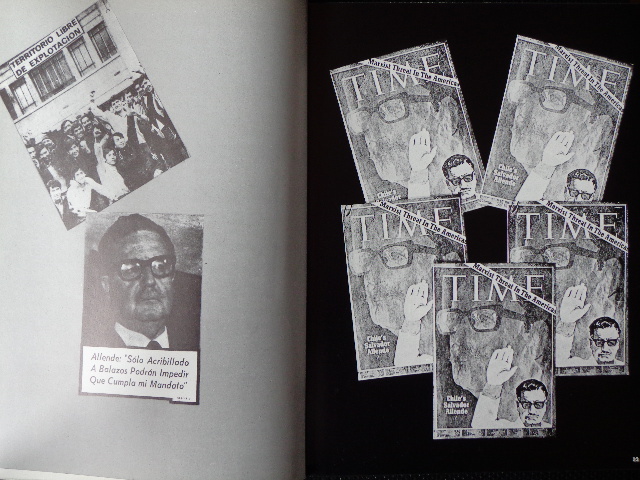 TERRITORIO LIBRE
DE EXPLOTACION
Allende: "Sólo Acribillado
A Balazos Podrán Impedir
Que Cumpla mi Mandato"
Marxist Threat In The Americas
TIME
Chile's
Salvador
Allende
Marxist Threat In The Americas
TIME
Chile's
Salvador
Allende
Marxist Threat In The Americas
TIME
Chile's
Salvador
Allende
Marxist Threat In The Americas
TIME
Marxist Threat In The Americas
TIME
Chile's
Salvador
Allende